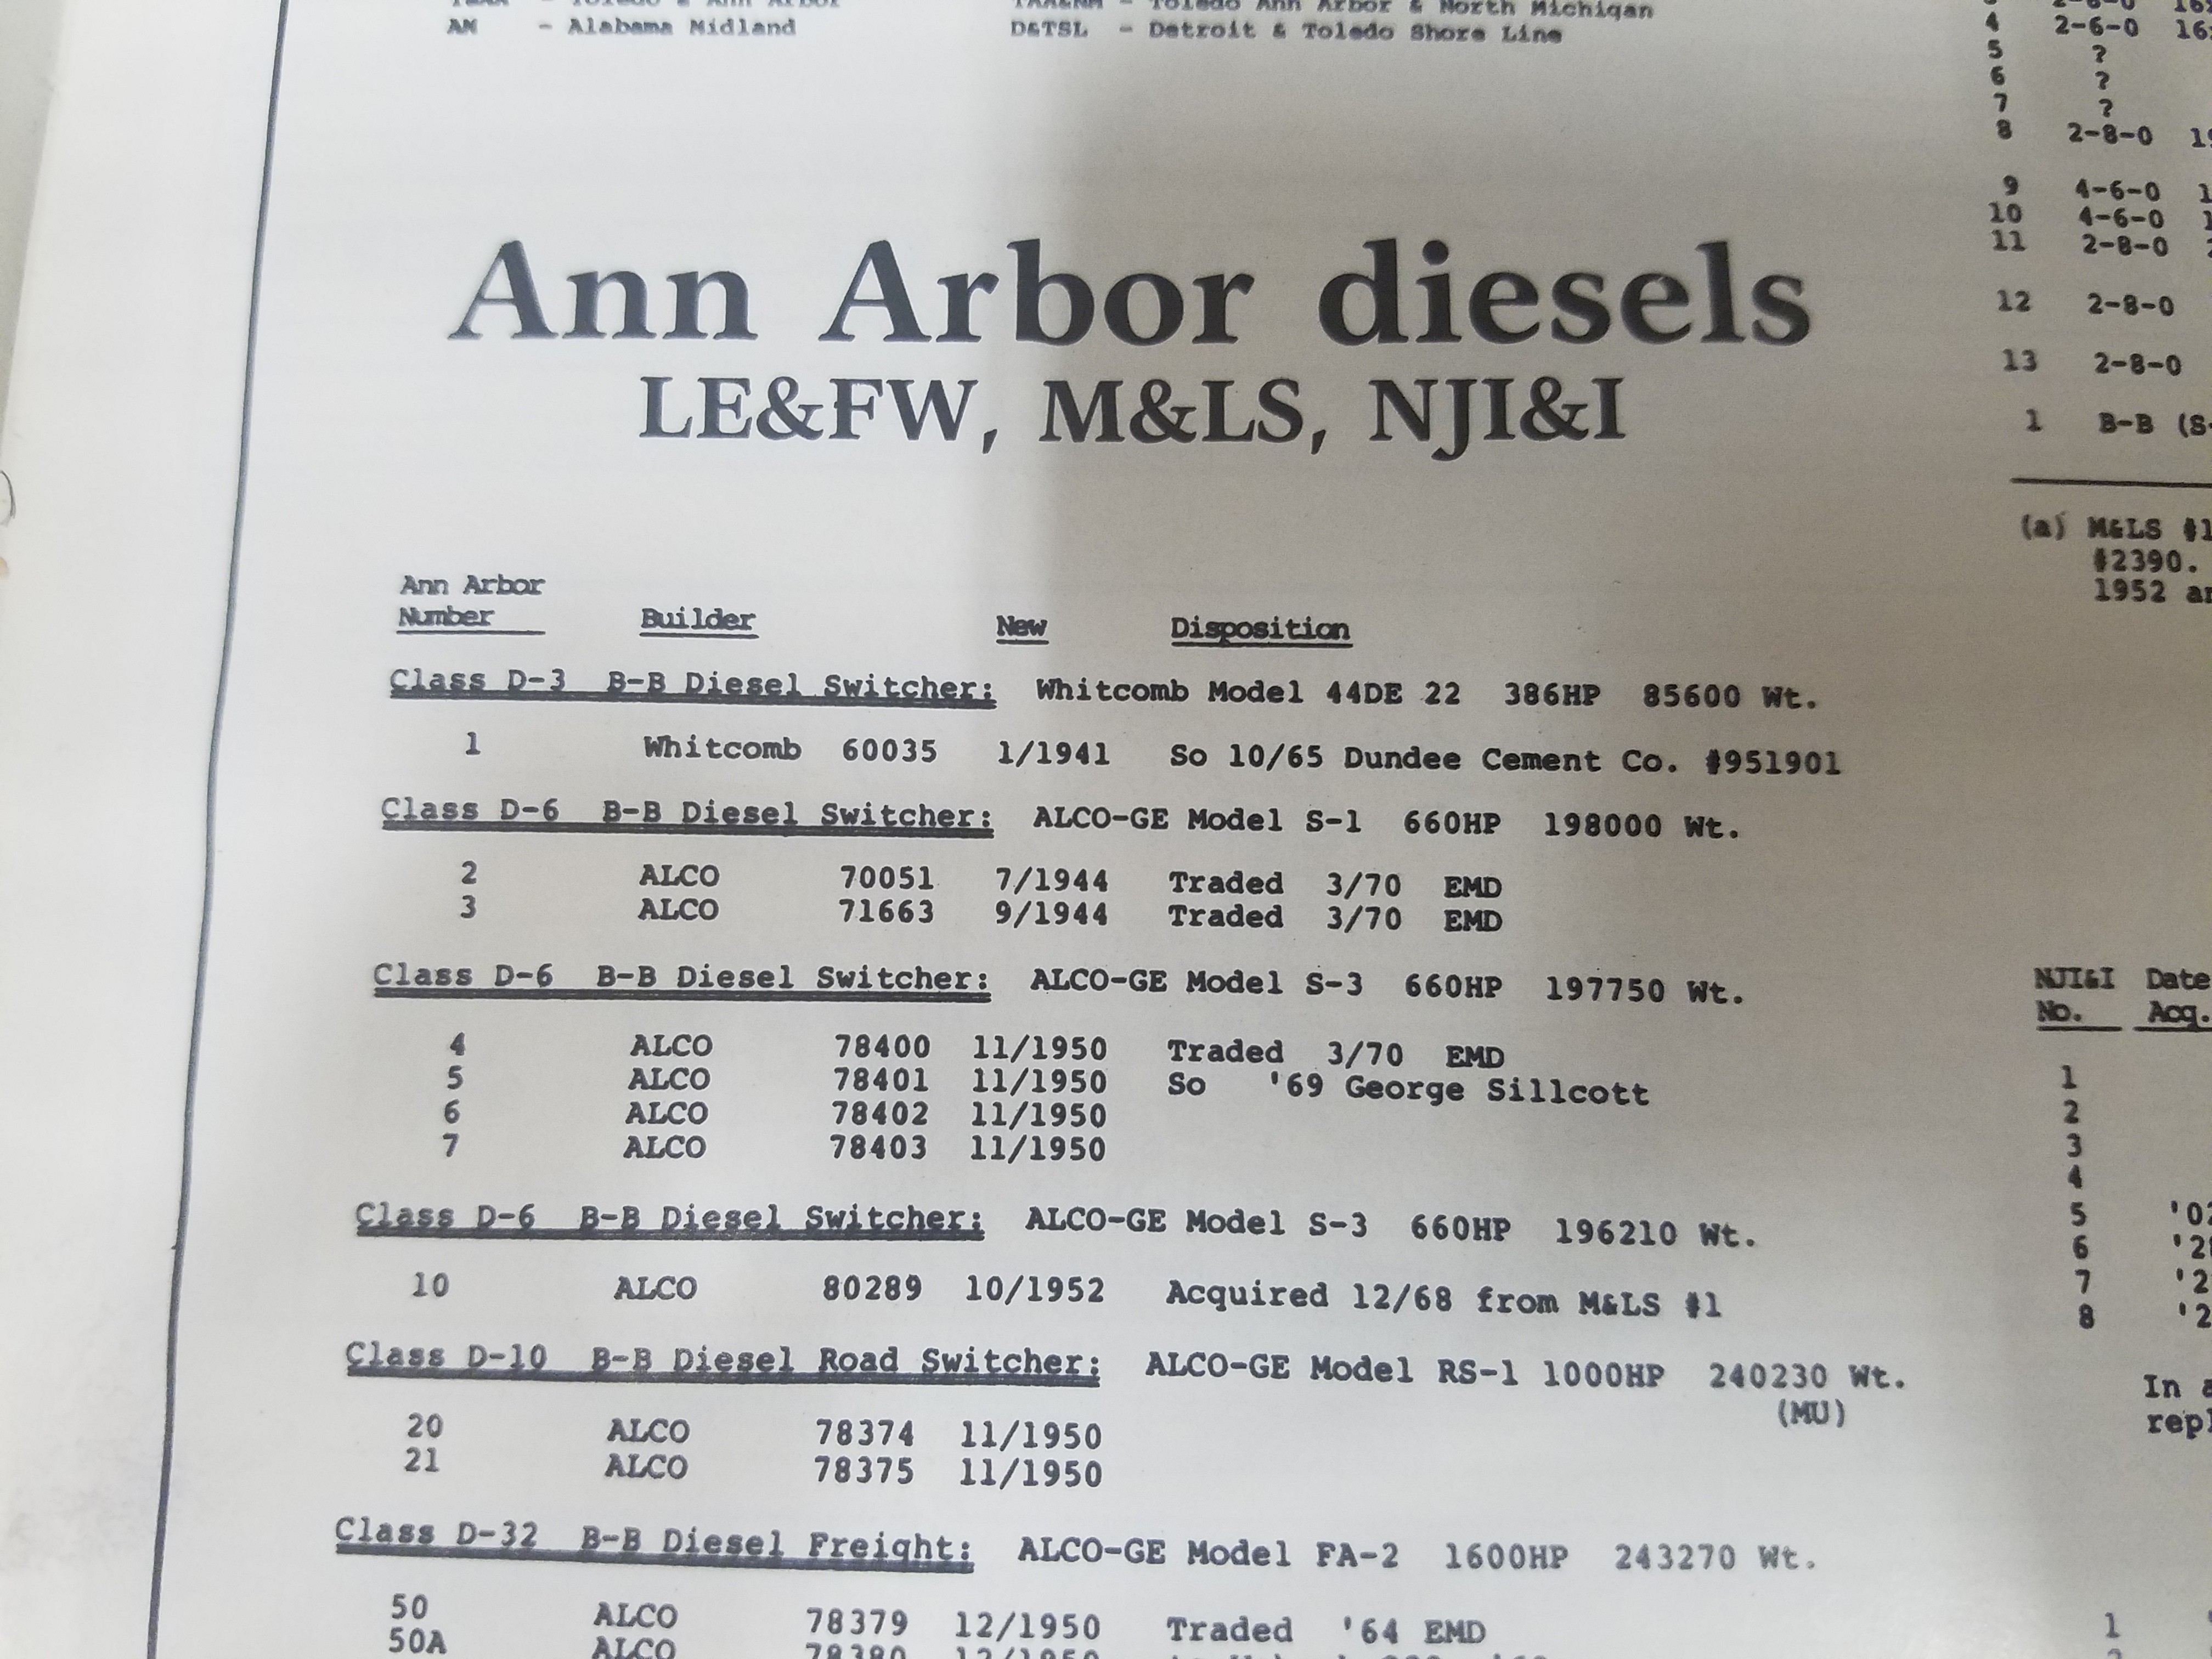 AM - Alabama Midland
D&TSL - Detroit & Toledo Shore Line
Ann Arbor diesels
LE&FW, M&LS, NJI&I
Ann Arbor
Number Builder New Disposition
Class D-3 B-B Diesel Switcher: Whitcomb Model 44DE 22 386HP 85600 Wt.
1 Whitcomb 60035 1/1941 So 10/65 Dundee Cement Co. #951901
Class D-6 B-B Diesel Switcher: ALCO-GE Model S-1 660HP 198000 Wt.
2 ALCO 70051 7/1944 Traded 3/70 EMD
3 ALCO 71663 9/1944 Traded 3/70 EMD
Class D-6 B-B Diesel Switcher: ALCO-GE Model S-3 660HP 197750 Wt.
4 ALCO 78400 11/1950 Traded 3/70 EMD
5 ALCO 78401 11/1950 So '69 George Sillcott
6 ALCO 78402 11/1950
7 ALCO 78403 11/1950
Class D-6 B-B Diesel Switcher: ALCO-GE Model S-3 660HP 196210 Wt.
10 ALCO 80289 10/1952 Acquired 12/68 from M&LS #1
Class D-10 B-B Diesel Road Switcher: ALCO-GE Model RS-1 1000HP 240230 Wt.
(MU)
20 ALCO 78374 11/1950
21 ALCO 78375 11/1950
Class D-32 B-B Diesel Freight: ALCO-GE Model FA-2 1600HP 243270 Wt.
50 ALCO 78379 12/1950 Traded '64 EMD
50A ALCO 78380 12/1950
4 2-6-0
5 ?
6 ?
7 ?
8 2-8-0
9 4-6-0
10 4-6-0
11 2-8-0
12 2-8-0
13 2-8-0
1 B-B
(a) M&LS #1
#2390.
1952
NJI&I Date
No. Acq.
1
2
3
4
5
6
7
8
In
1